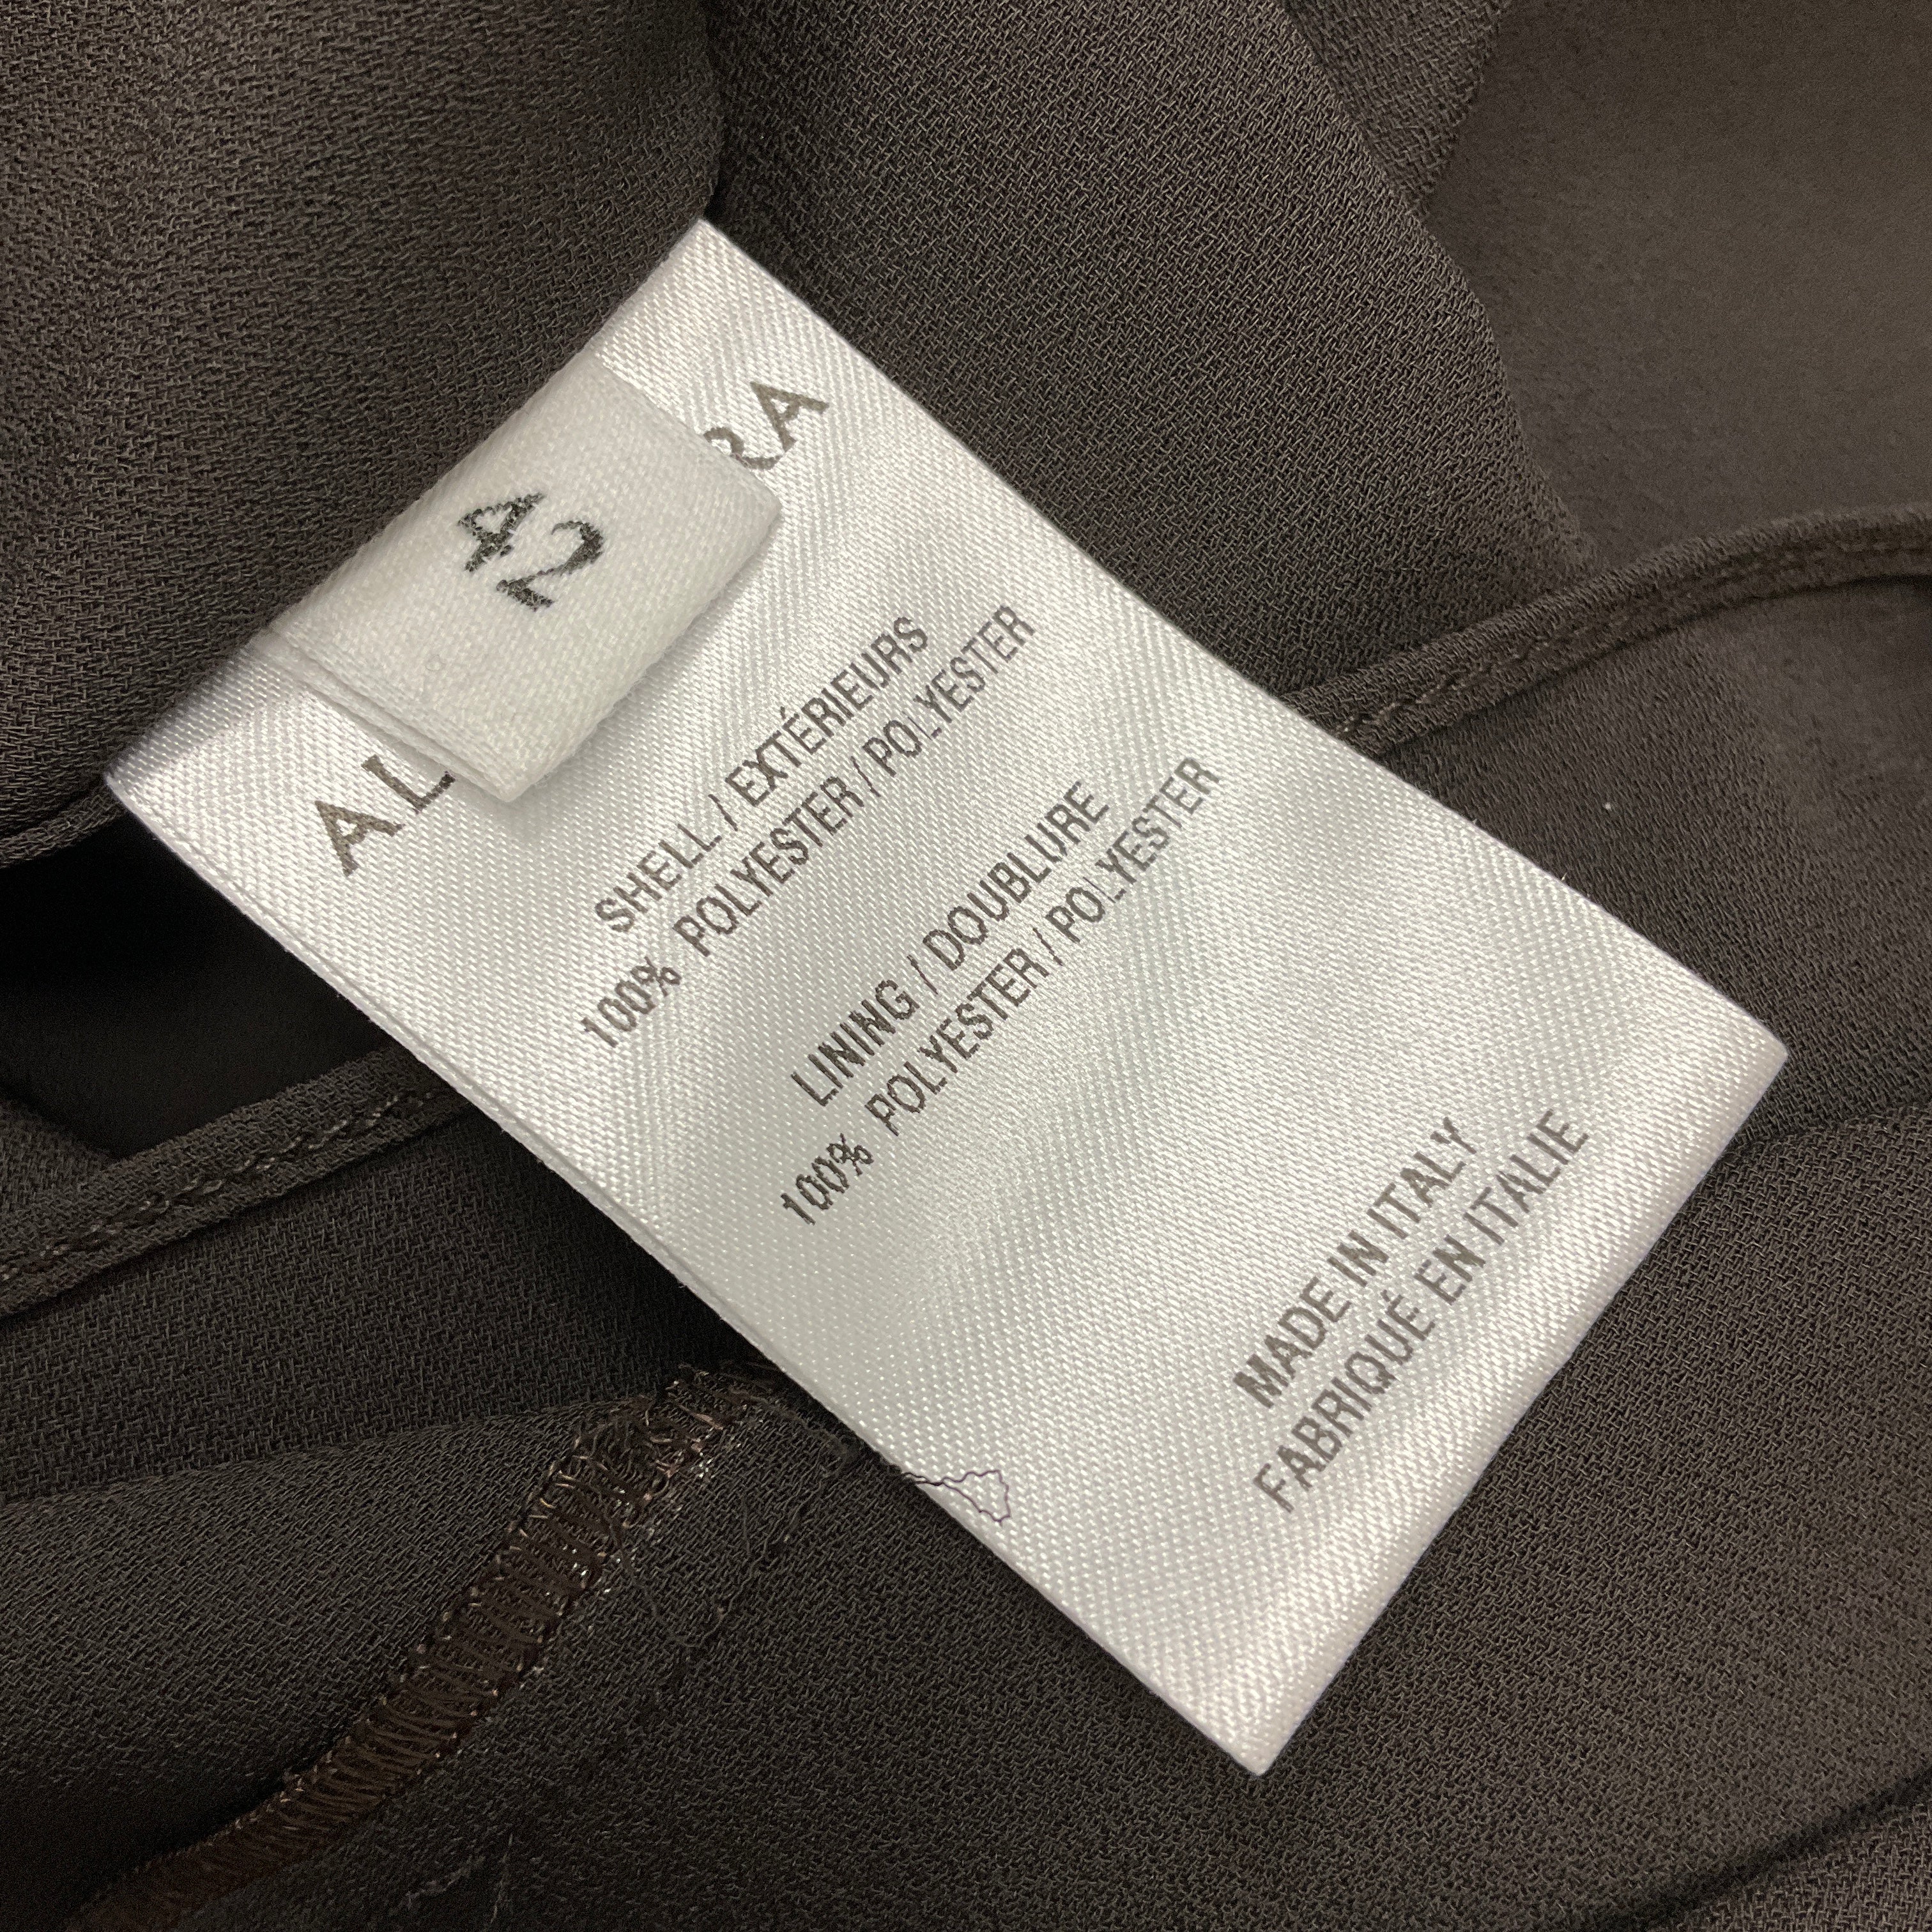 42
SHELL / EXTÉRIEURS
100% POLYESTER / POLYESTER
LINING / DOUBLURE
100% POLYESTER / POLYESTER
MADE IN ITALY
FABRIQUÉ EN ITALIE